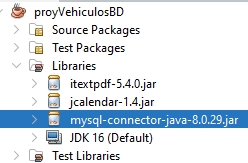 proyVehiculosBD
Source Packages
Test Packages
Libraries
itextpdf-5.4.0.jar
jcalendar-1.4.jar
mysql-connector-java-8.0.29.jar
JDK 16 (Default)
Test Libraries